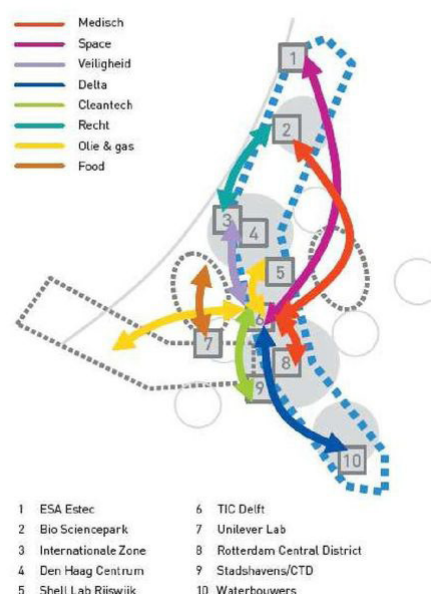 Medisch
Space
Veiligheid
Delta
Cleantech
Recht
Olie & gas
Food
1
2
3
4
5
6
7
8
9
10
1 ESA Estec
2 Bio Sciencepark
3 Internationale Zone
4 Den Haag Centrum
5 Shell Lab Rijswijk
6 TIC Delft
7 Unilever Lab
8 Rotterdam Central District
9 Stadshavens/CTD
10 Waterbouwers